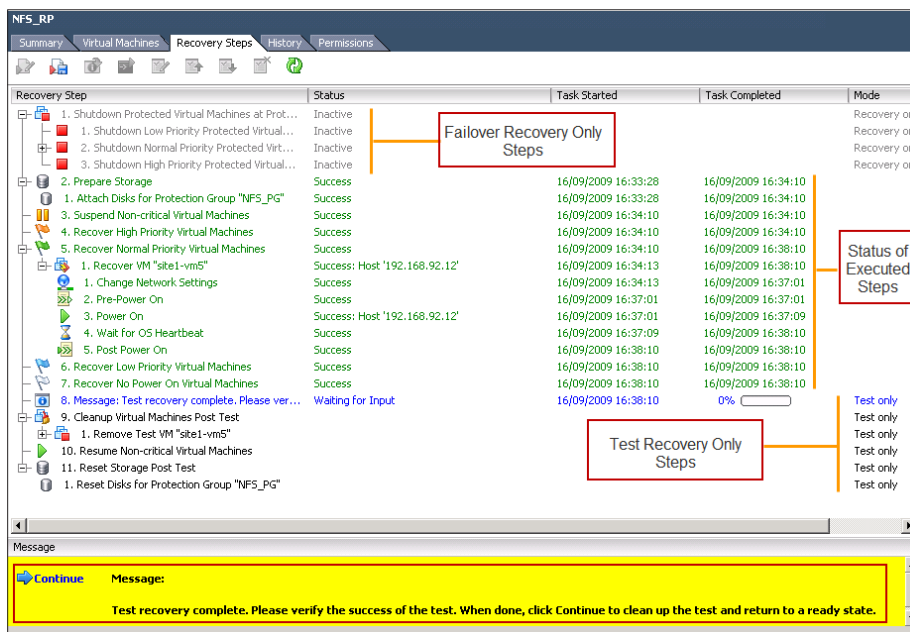 NFS_RP
Summary Virtual Machines Recovery Steps History Permissions
Recovery Step Status Task Started Task Completed Mode
1. Shutdown Protected Virtual Machines at Prot... Inactive Recovery or
1. Shutdown Low Priority Protected Virtual... Inactive Recovery or
2. Shutdown Normal Priority Protected Virt... Inactive Recovery or
3. Shutdown High Priority Protected Virtual... Inactive Recovery or
Failover Recovery Only
Steps
2. Prepare Storage Success 16/09/2009 16:33:28 16/09/2009 16:34:10
1. Attach Disks for Protection Group "NFS_PG" Success 16/09/2009 16:33:28 16/09/2009 16:34:10
3. Suspend Non-critical Virtual Machines Success 16/09/2009 16:34:10 16/09/2009 16:34:10
4. Recover High Priority Virtual Machines Success 16/09/2009 16:34:10 16/09/2009 16:34:10
5. Recover Normal Priority Virtual Machines Success 16/09/2009 16:34:10 16/09/2009 16:38:10
1. Recover VM "site1-vm5" Success: Host '192.168.92.12' 16/09/2009 16:34:13 16/09/2009 16:38:10
1. Change Network Settings Success 16/09/2009 16:34:13 16/09/2009 16:37:01
2. Pre-Power On Success 16/09/2009 16:37:01 16/09/2009 16:37:01
3. Power On Success: Host '192.168.92.12' 16/09/2009 16:37:01 16/09/2009 16:37:09
4. Wait for OS Heartbeat Success 16/09/2009 16:37:09 16/09/2009 16:38:10
5. Post Power On Success 16/09/2009 16:38:10 16/09/2009 16:38:10
6. Recover Low Priority Virtual Machines Success 16/09/2009 16:38:10 16/09/2009 16:38:10
7. Recover No Power On Virtual Machines Success 16/09/2009 16:38:10 16/09/2009 16:38:10
Status of
Executed
Steps
8. Message: Test recovery complete. Please ver... Waiting for Input 16/09/2009 16:38:10 0% Test only
9. Cleanup Virtual Machines Post Test Test only
1. Remove Test VM "site1-vm5" Test only
10. Resume Non-critical Virtual Machines Test only
11. Reset Storage Post Test Test only
1. Reset Disks for Protection Group "NFS_PG" Test only
Test Recovery Only
Steps
Message
Continue Message:
Test recovery complete. Please verify the success of the test. When done, click Continue to clean up the test and return to a ready state.